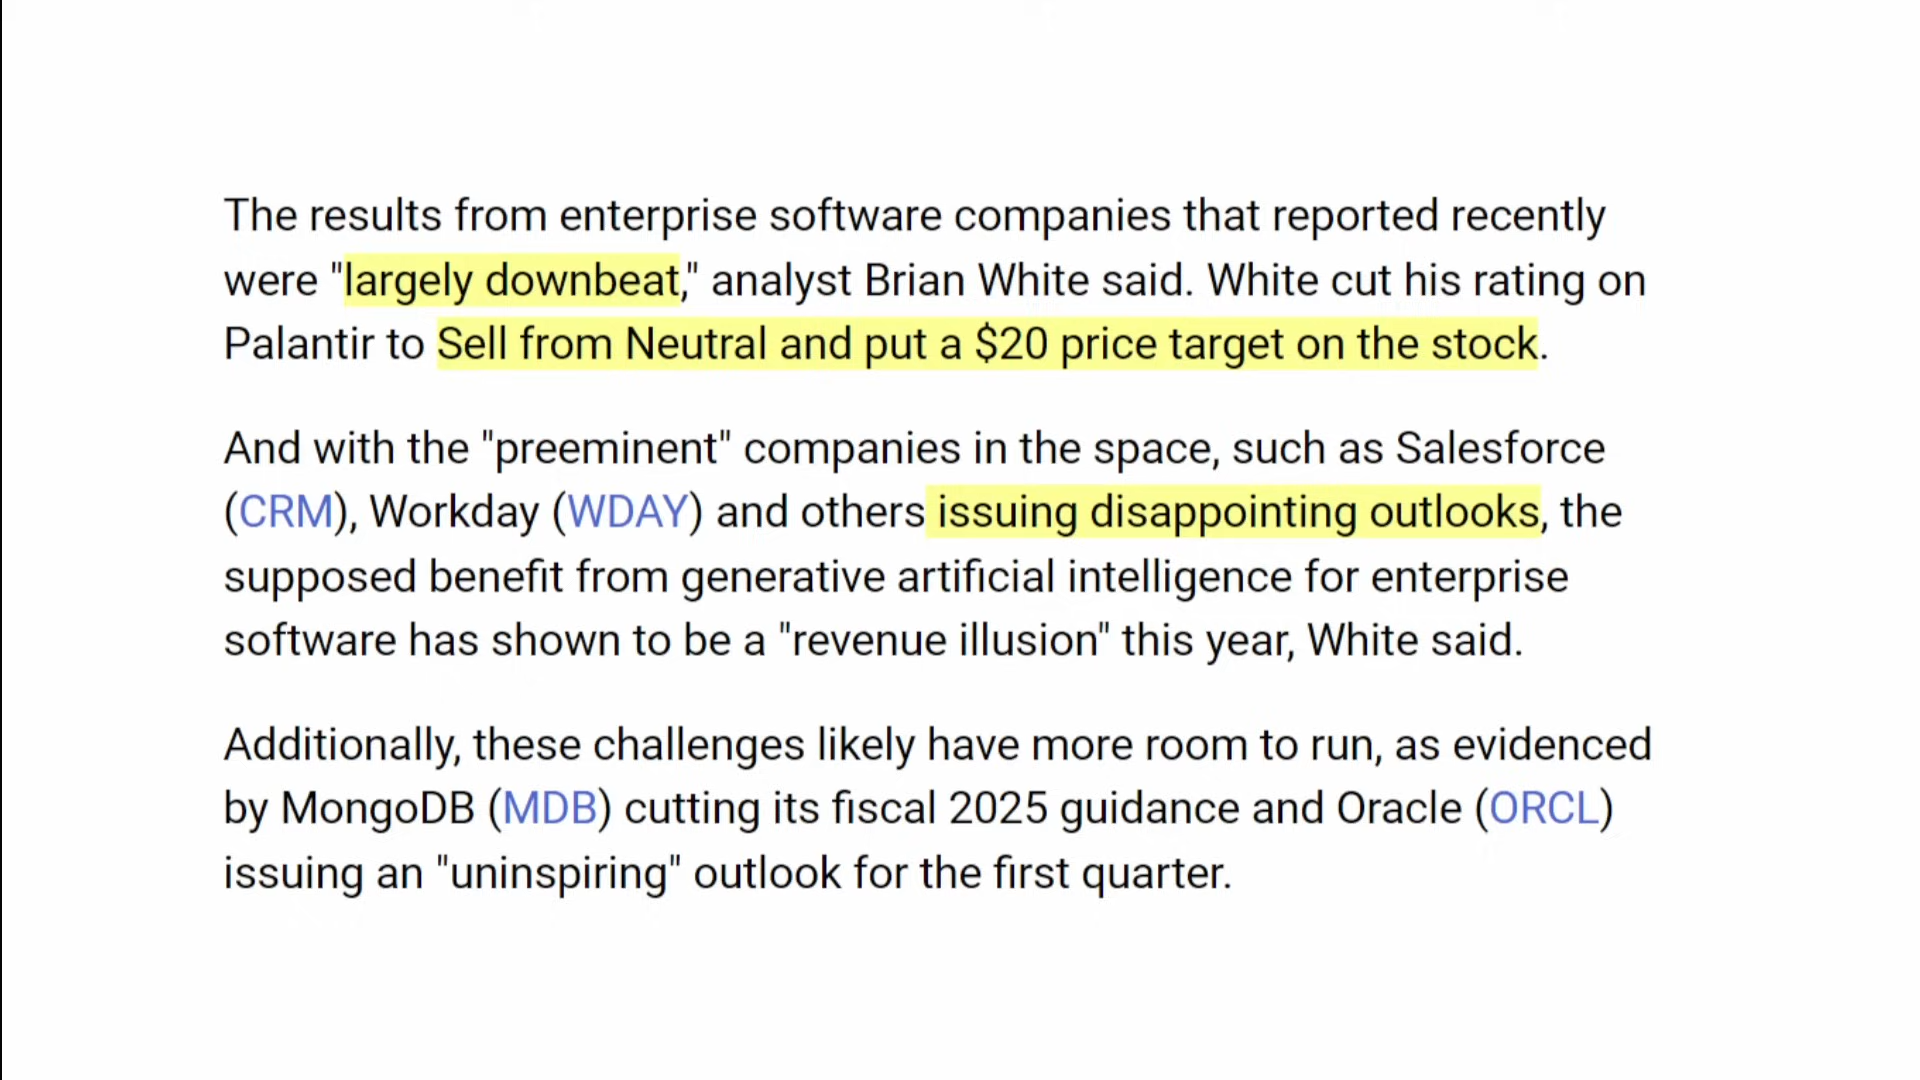 The results from enterprise software companies that reported recently
were "largely downbeat," analyst Brian White said. White cut his rating on
Palantir to Sell from Neutral and put a $20 price target on the stock.
And with the "preeminent" companies in the space, such as Salesforce
(CRM), Workday (WDAY) and others issuing disappointing outlooks, the
supposed benefit from generative artificial intelligence for enterprise
software has shown to be a "revenue illusion" this year, White said.
Additionally, these challenges likely have more room to run, as evidenced
by MongoDB (MDB) cutting its fiscal 2025 guidance and Oracle (ORCL)
issuing an "uninspiring" outlook for the first quarter.